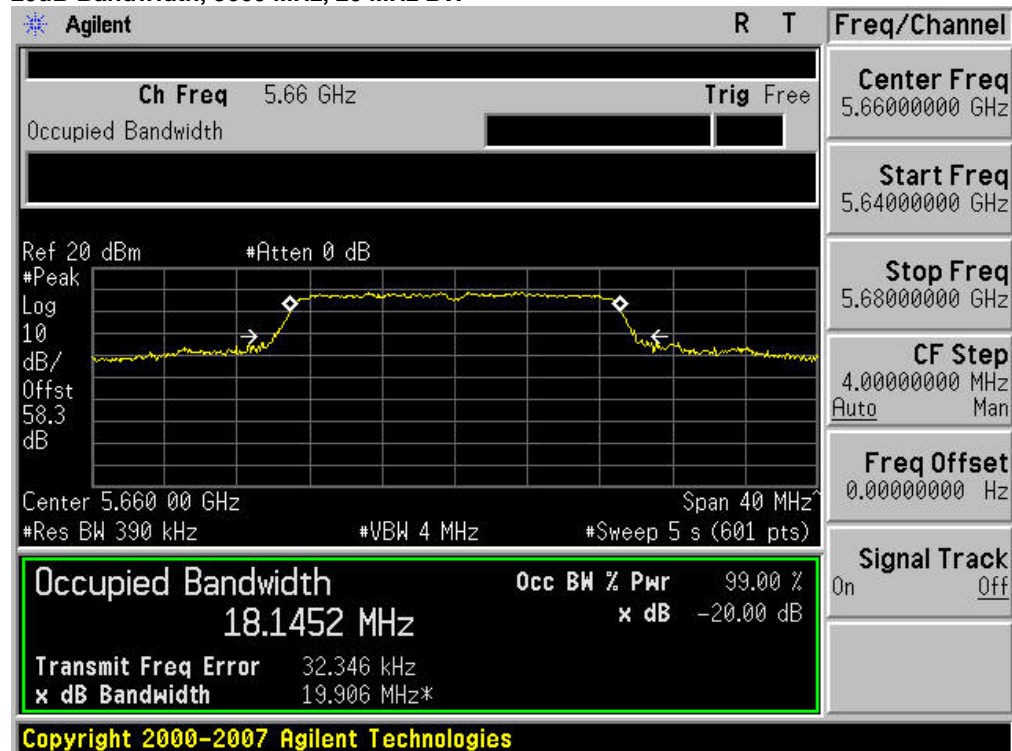 Agilent R T
Freq/Channel
Ch Freq 5.66 GHz Trig Free
Occupied Bandwidth
Center Freq
5.66000000 GHz
Start Freq
5.64000000 GHz
Stop Freq
5.68000000 GHz
CF Step
4.00000000 MHz
Auto Man
Freq Offset
0.00000000 Hz
Signal Track
On Off
Ref 20 dBm #Atten 0 dB
#Peak
Log
10
dB/
Offst
58.3
dB
Center 5.660 00 GHz Span 40 MHz^
#Res BW 390 kHz #VBW 4 MHz #Sweep 5 s (601 pts)
Occupied Bandwidth Occ BW % Pwr 99.00 %
18.1452 MHz x dB -20.00 dB
Transmit Freq Error 32.346 kHz
x dB Bandwidth 19.906 MHz*
Copyright 2000-2007 Agilent Technologies